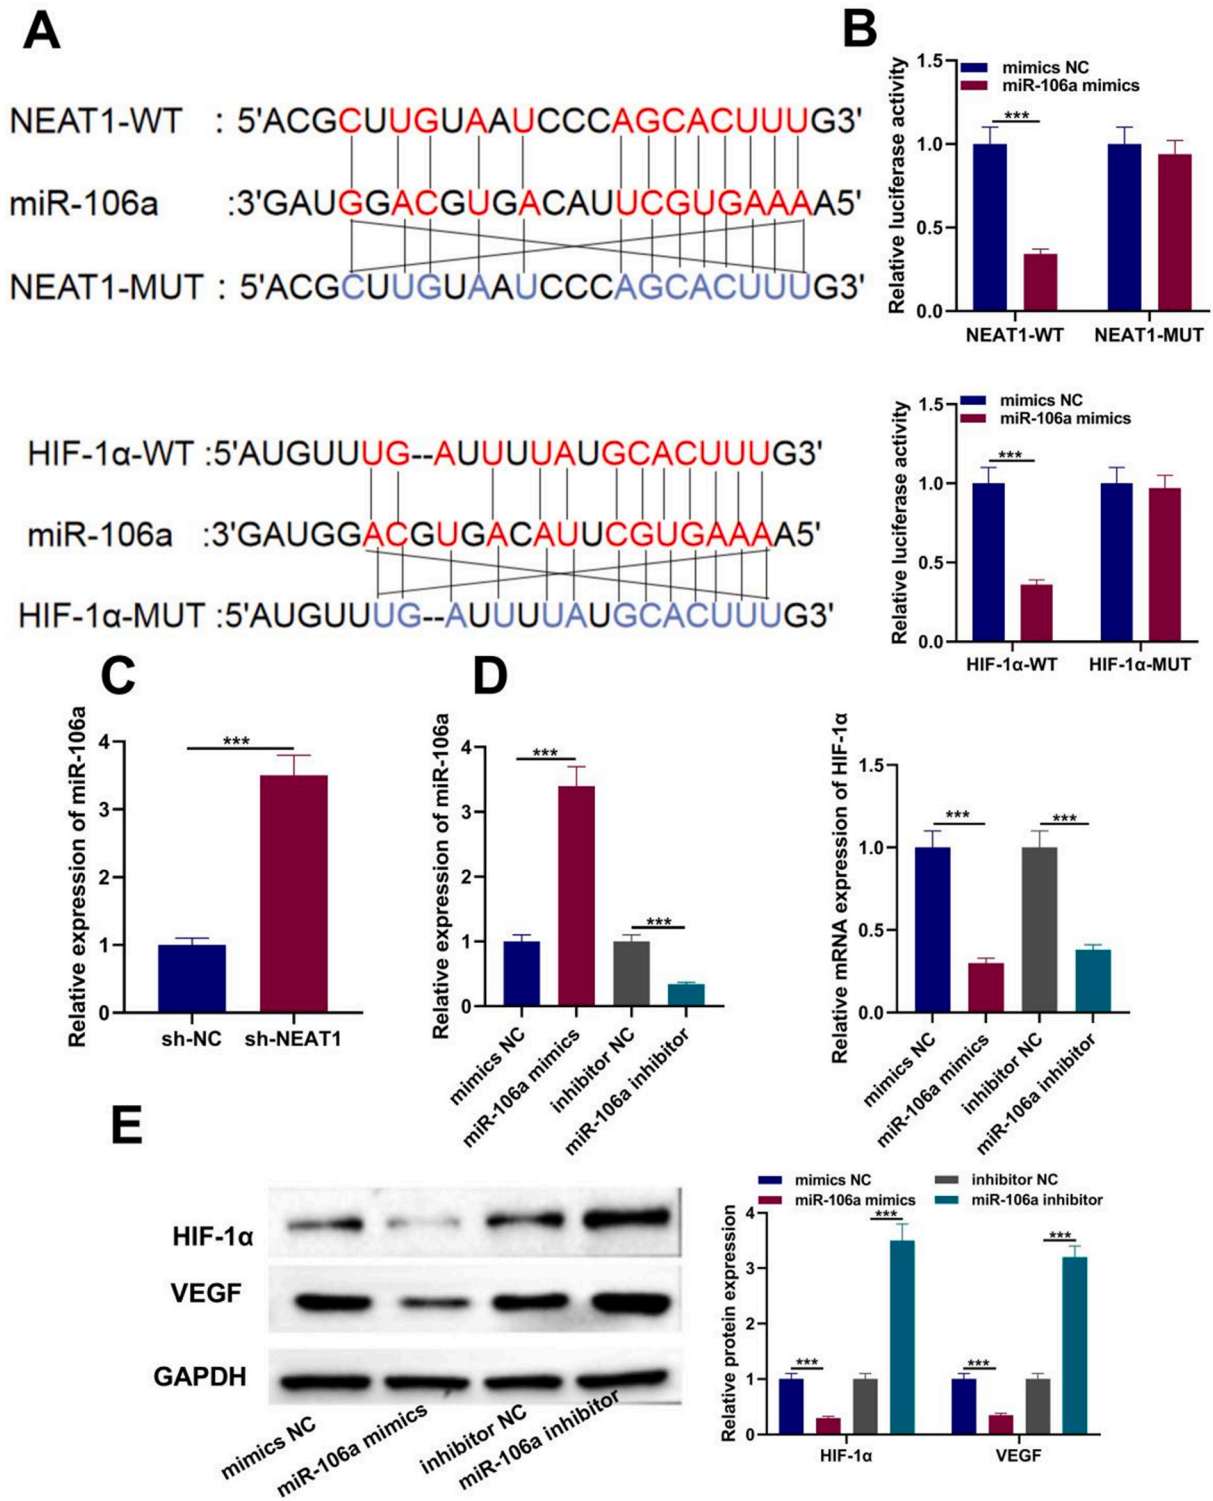 A
NEAT1-WT : 5'ACGCUUGUAAUCCCAGCACUUUG3'
miR-106a :3'GAUGGACGUGACAUUCGUGAAAA5'
NEAT1-MUT : 5'ACGCUUGUAAUCCCAGCACUUUG3'
HIF-1α-WT :5'AUGUUUG--AUUUUAUGCACUUUG3'
miR-106a :3'GAUGGACGUGACAUUCGUGAAAA5'
HIF-1α-MUT :5'AUGUUUG--AUUUUAUGCACUUUG3'
B
Relative luciferase activity
mimics NC
miR-106a mimics
1.5
1.0
0.5
0.0
***
NEAT1-WT NEAT1-MUT
Relative luciferase activity
mimics NC
miR-106a mimics
1.5
1.0
0.5
0.0
***
HIF-1α-WT HIF-1α-MUT
C
Relative expression of miR-106a
4
3
2
1
0
***
sh-NC sh-NEAT1
D
Relative expression of miR-106a
4
3
2
1
0
***
***
mimics NC
miR-106a mimics
inhibitor NC
miR-106a inhibitor
Relative mRNA expression of HIF-1α
1.5
1.0
0.5
0.0
***
***
mimics NC
miR-106a mimics
inhibitor NC
miR-106a inhibitor
E
HIF-1α
VEGF
GAPDH
mimics NC
miR-106a mimics
inhibitor NC
miR-106a inhibitor
mimics NC inhibitor NC
miR-106a mimics miR-106a inhibitor
Relative protein expression
4
3
2
1
0
***
***
***
***
HIF-1α VEGF